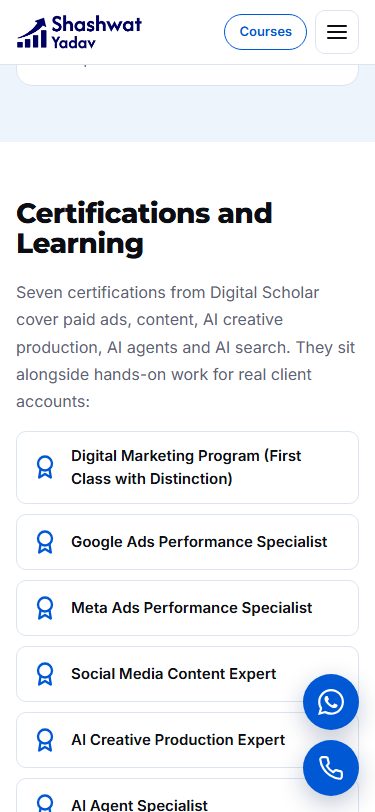 Shashwat
Yadav
Courses
Certifications and
Learning
Seven certifications from Digital Scholar
cover paid ads, content, AI creative
production, AI agents and AI search. They sit
alongside hands-on work for real client
accounts:
Digital Marketing Program (First
Class with Distinction)
Google Ads Performance Specialist
Meta Ads Performance Specialist
Social Media Content Expert
AI Creative Production Expert
AI Agent Specialist